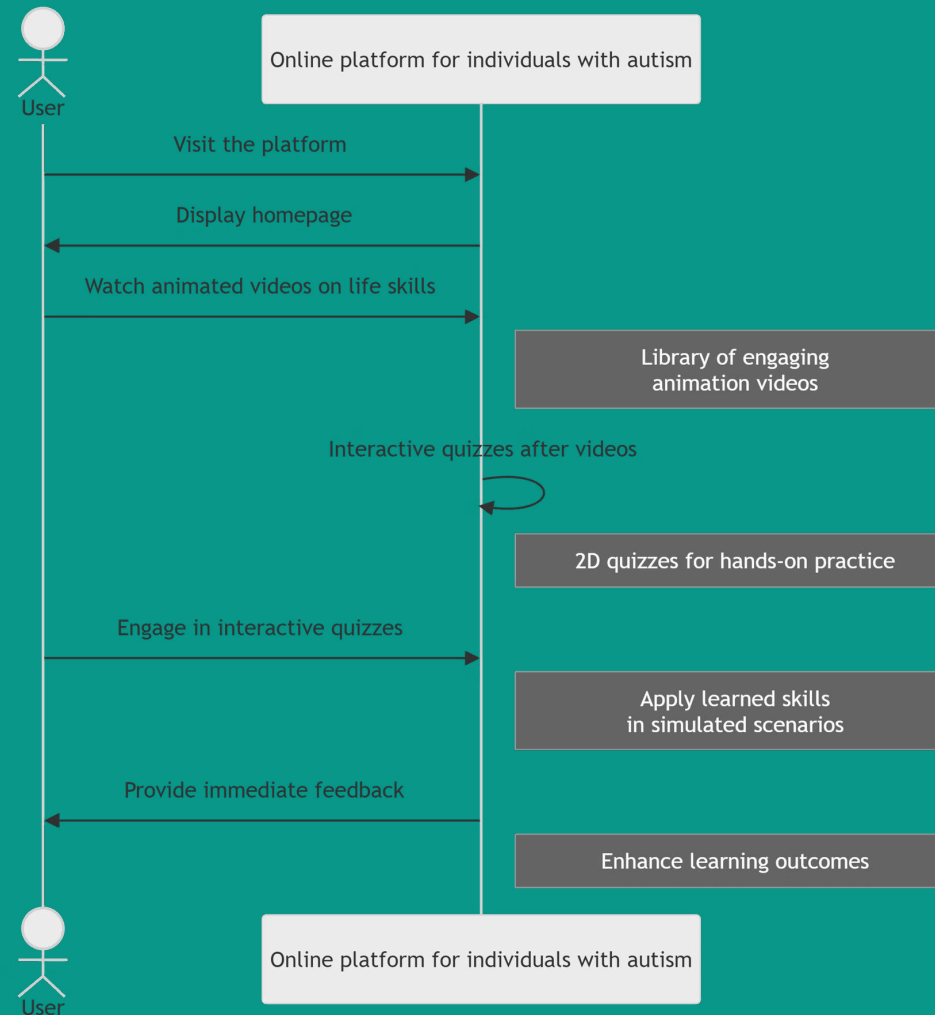 Online platform for individuals with autism
User
Visit the platform
Display homepage
Watch animated videos on life skills
Library of engaging
animation videos
Interactive quizzes after videos
2D quizzes for hands-on practice
Engage in interactive quizzes
Apply learned skills
in simulated scenarios
Provide immediate feedback
Enhance learning outcomes
Online platform for individuals with autism
User